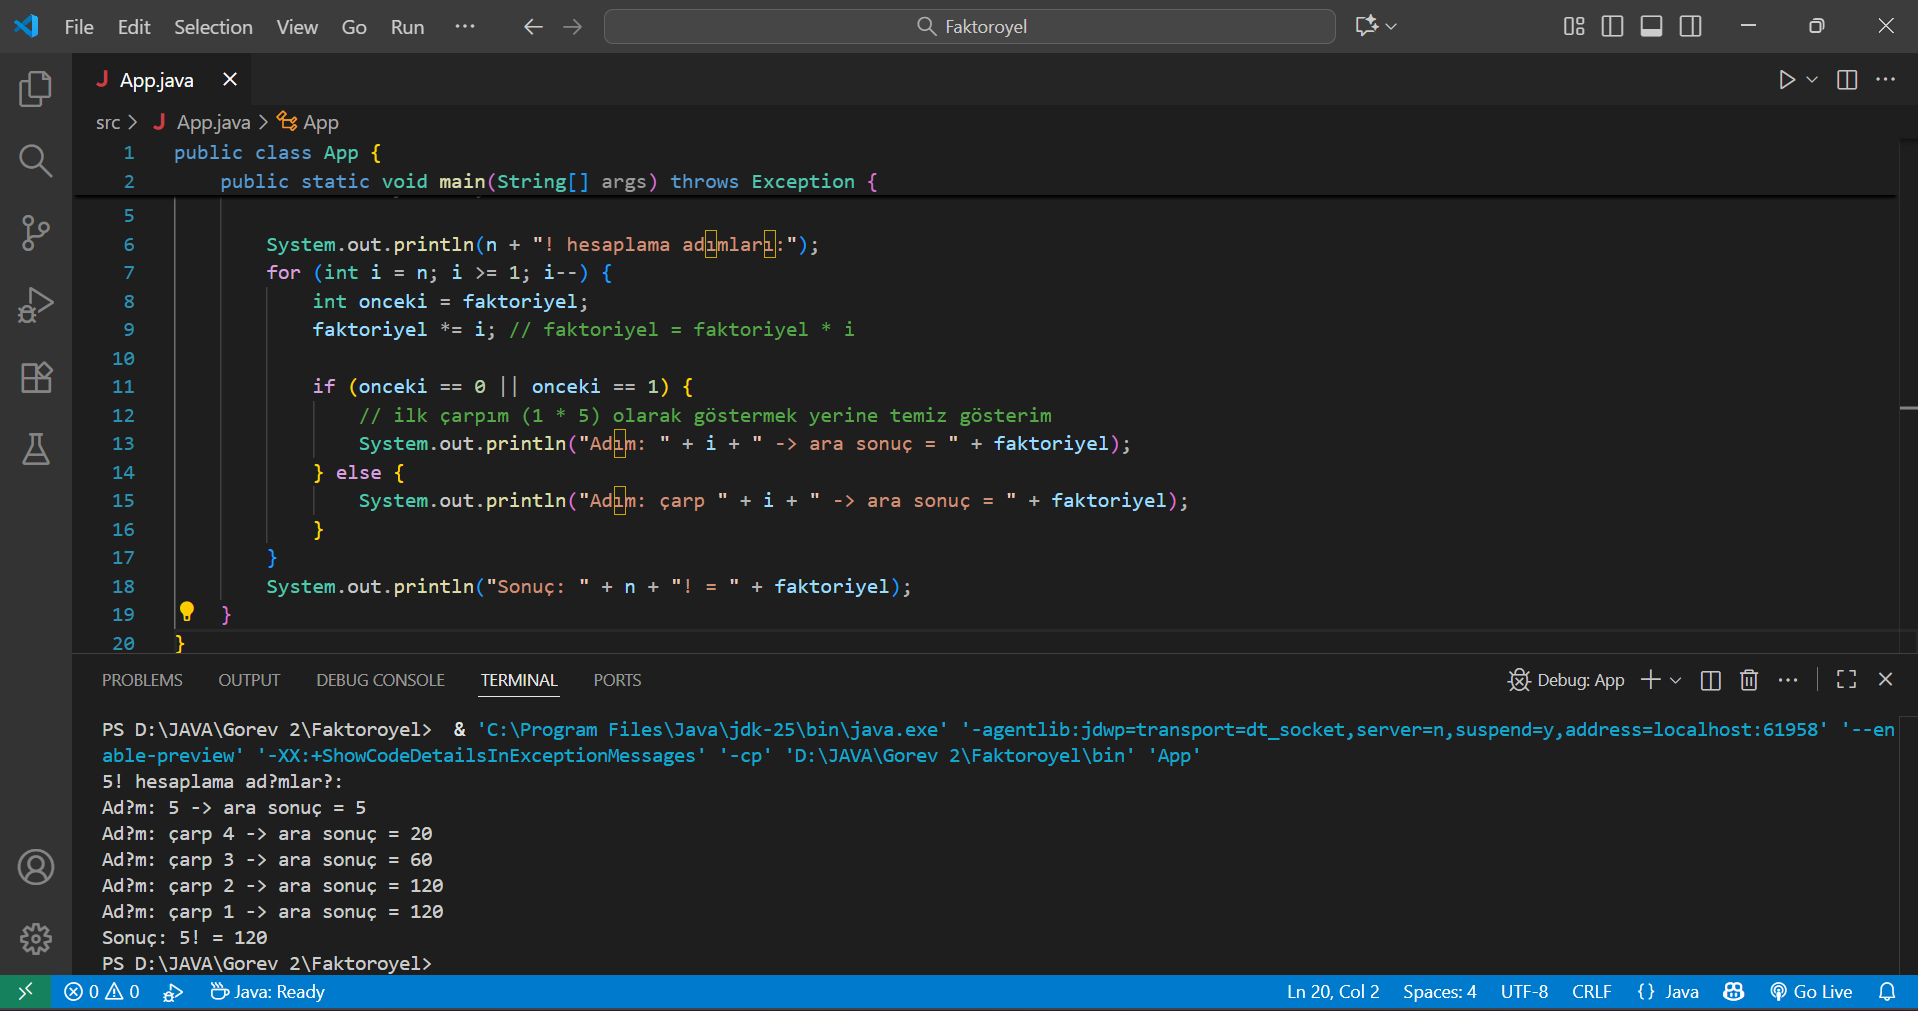 File Edit Selection View Go Run ··· Faktoroyel
App.java
src > App.java > App
1 public class App {
2 public static void main(String[] args) throws Exception {
5
6 System.out.println(n + "! hesaplama adımları:");
7 for (int i = n; i >= 1; i--) {
8 int onceki = faktoriyel;
9 faktoriyel *= i; // faktoriyel = faktoriyel * i
10
11 if (onceki == 0 || onceki == 1) {
12 // ilk çarpım (1 * 5) olarak göstermek yerine temiz gösterim
13 System.out.println("Adım: " + i + " -> ara sonuç = " + faktoriyel);
14 } else {
15 System.out.println("Adım: çarp " + i + " -> ara sonuç = " + faktoriyel);
16 }
17 }
18 System.out.println("Sonuç: " + n + "! = " + faktoriyel);
19 }
20 }
PROBLEMS OUTPUT DEBUG CONSOLE TERMINAL PORTS Debug: App
PS D:\JAVA\Gorev 2\Faktoroyel> & 'C:\Program Files\Java\jdk-25\bin\java.exe' '-agentlib:jdwp=transport=dt_socket,server=n,suspend=y,address=localhost:61958' '--en
able-preview' '-XX:+ShowCodeDetailsInExceptionMessages' '-cp' 'D:\JAVA\Gorev 2\Faktoroyel\bin' 'App'
5! hesaplama ad?mlar?:
Ad?m: 5 -> ara sonuç = 5
Ad?m: çarp 4 -> ara sonuç = 20
Ad?m: çarp 3 -> ara sonuç = 60
Ad?m: çarp 2 -> ara sonuç = 120
Ad?m: çarp 1 -> ara sonuç = 120
Sonuç: 5! = 120
PS D:\JAVA\Gorev 2\Faktoroyel>
0 0 Java: Ready Ln 20, Col 2 Spaces: 4 UTF-8 CRLF {} Java Go Live